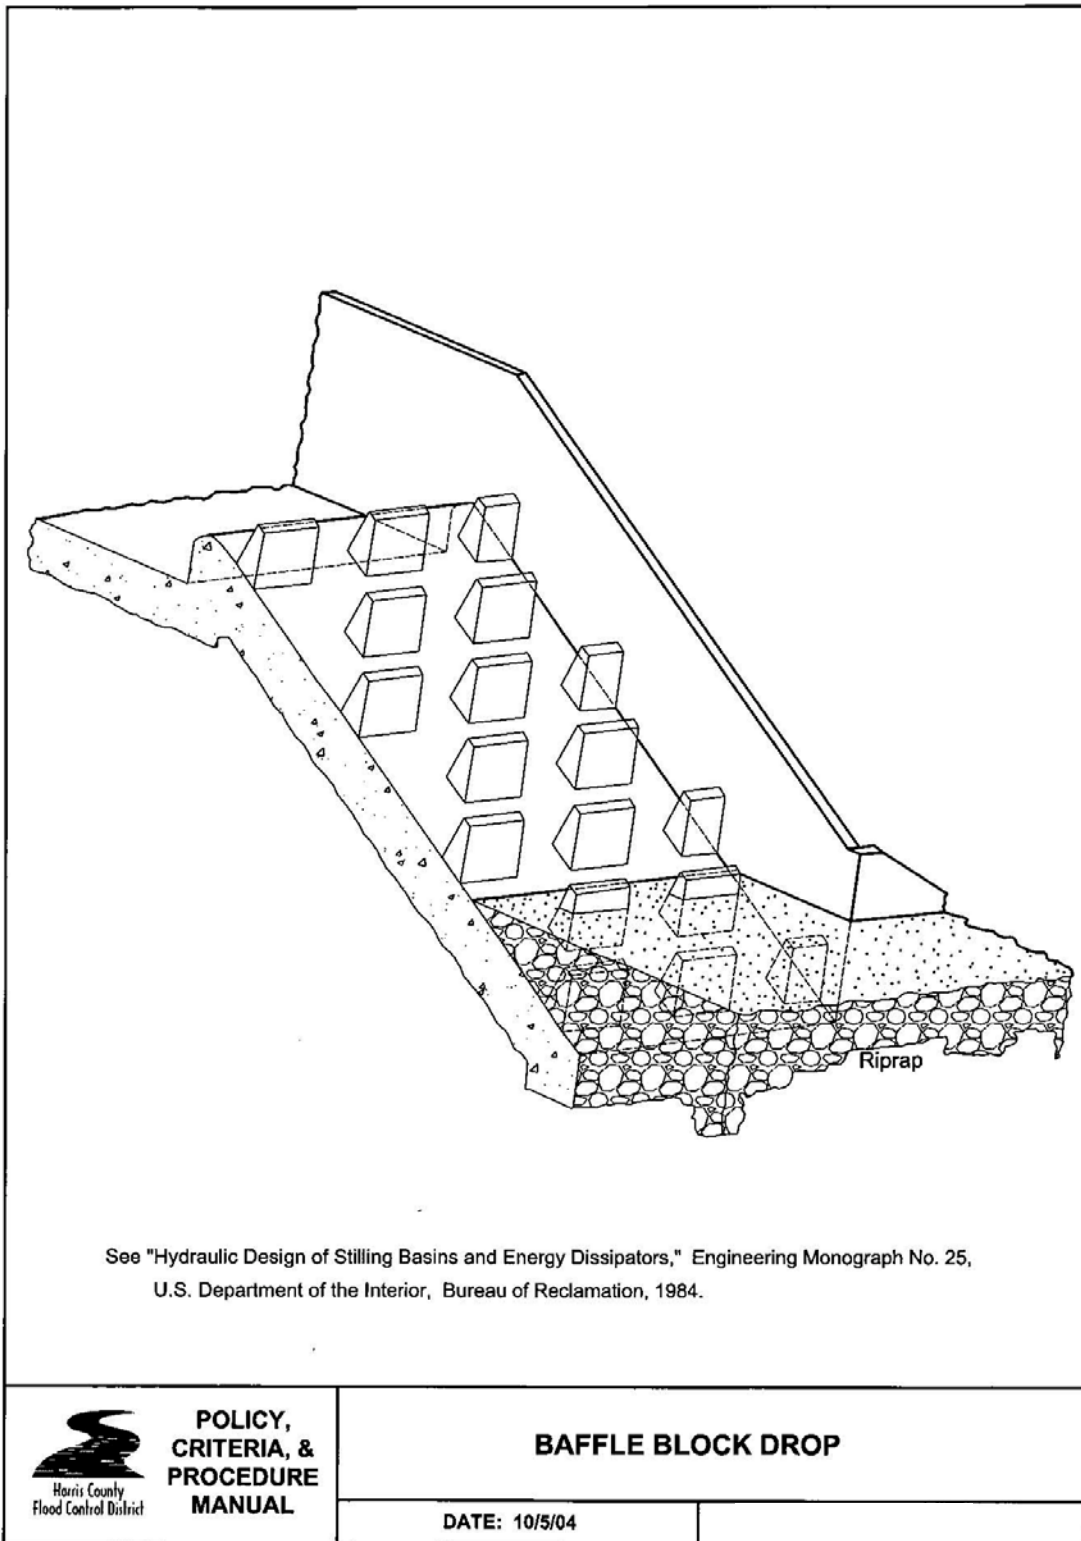 Riprap
See "Hydraulic Design of Stilling Basins and Energy Dissipators," Engineering Monograph No. 25,
U.S. Department of the Interior, Bureau of Reclamation, 1984.
Harris County
Flood Control District
POLICY,
CRITERIA, &
PROCEDURE
MANUAL
BAFFLE BLOCK DROP
DATE: 10/5/04